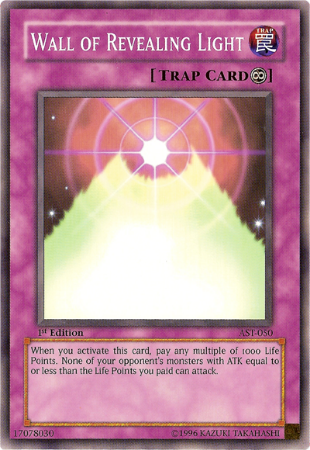 WALL OF REVEALING LIGHT
TRAP
罠
[TRAP CARD]
1st Edition
AST-050
When you activate this card, pay any multiple of 1000 Life
Points. None of your opponent's monsters with ATK equal to
or less than the Life Points you paid can attack.
17078030
©1996 KAZUKI TAKAHASHI